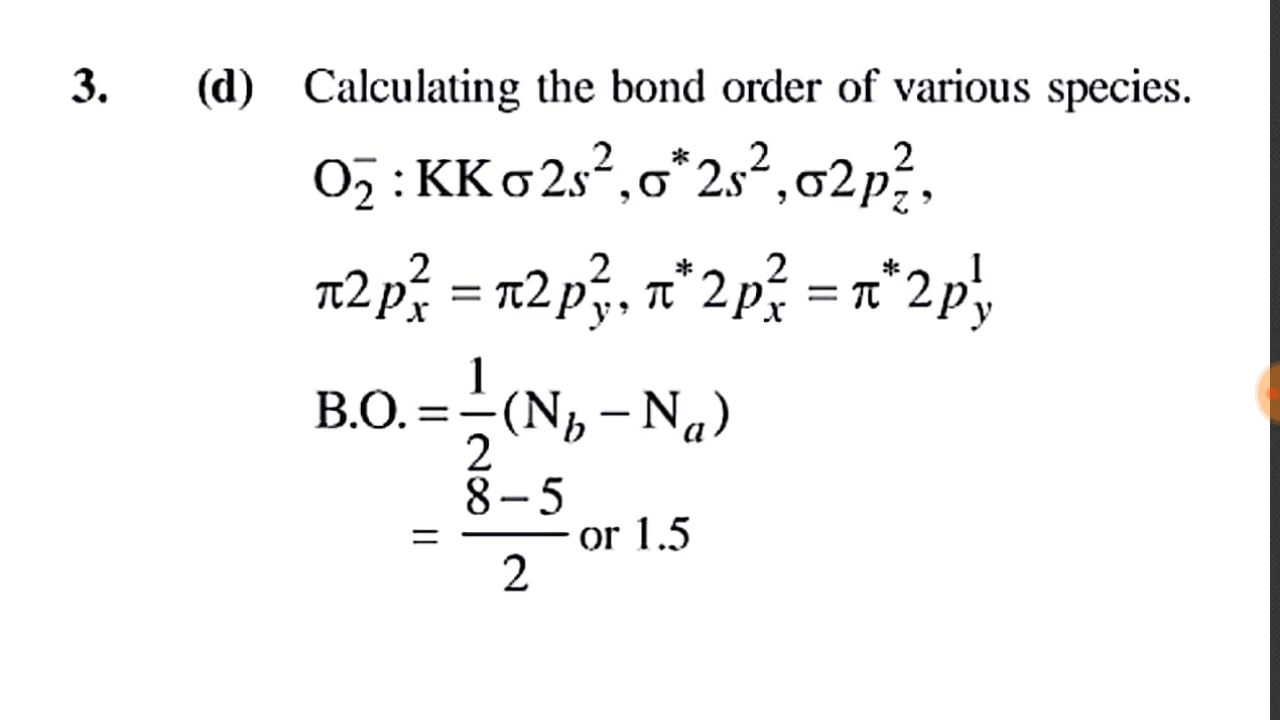 3. (d) Calculating the bond order of various species.
O₂⁻ : KK σ2s², σ*2s², σ2p_z²,
π2p_x² = π2p_y², π*2p_x² = π*2p_y¹
B.O. = 1/2 (N_b − N_a)
= (8 − 5)/2 or 1.5